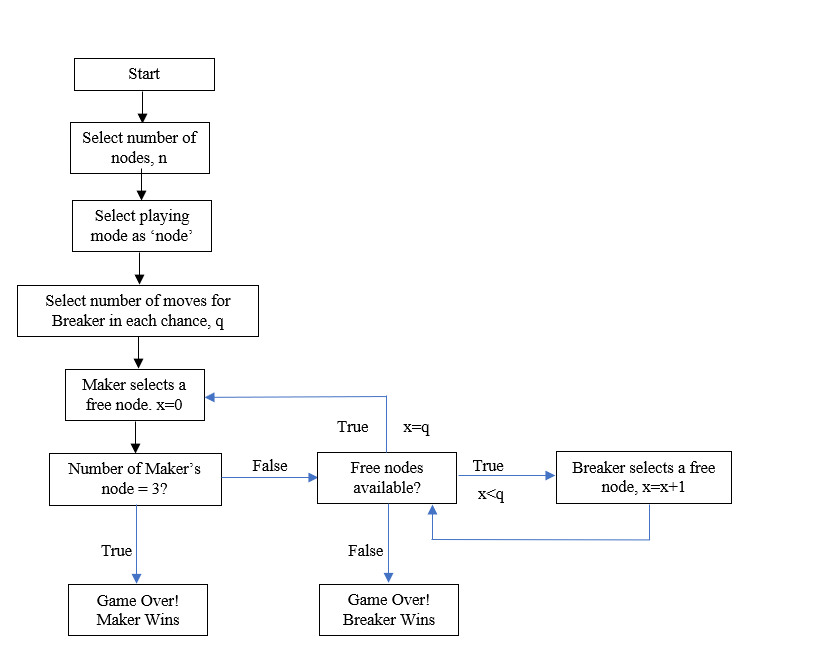 Start
Select number of
nodes, n
Select playing
mode as ‘node’
Select number of moves for
Breaker in each chance, q
Maker selects a
free node. x=0
True
x=q
Number of Maker’s
node = 3?
False
Free nodes
available?
True
x<q
Breaker selects a free
node, x=x+1
True
False
Game Over!
Maker Wins
Game Over!
Breaker Wins